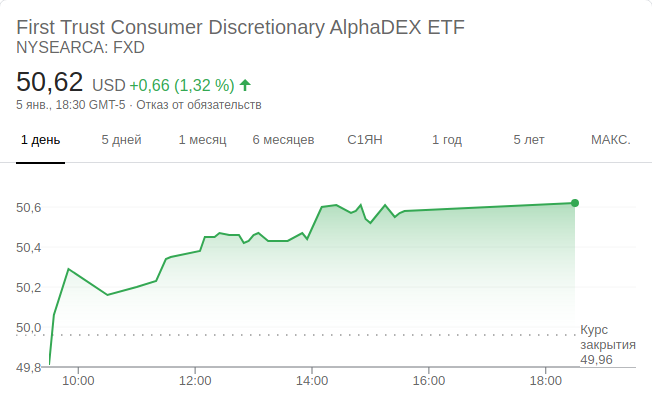 First Trust Consumer Discretionary AlphaDEX ETF
NYSEARCA: FXD
50,62 USD +0,66 (1,32 %)
5 янв., 18:30 GMT-5 · Отказ от обязательств
1 день 5 дней 1 месяц 6 месяцев С1ЯН 1 год 5 лет МАКС.
50,6
50,4
50,2
50,0
49,8
Курс
закрытия
49,96
10:00 12:00 14:00 16:00 18:00